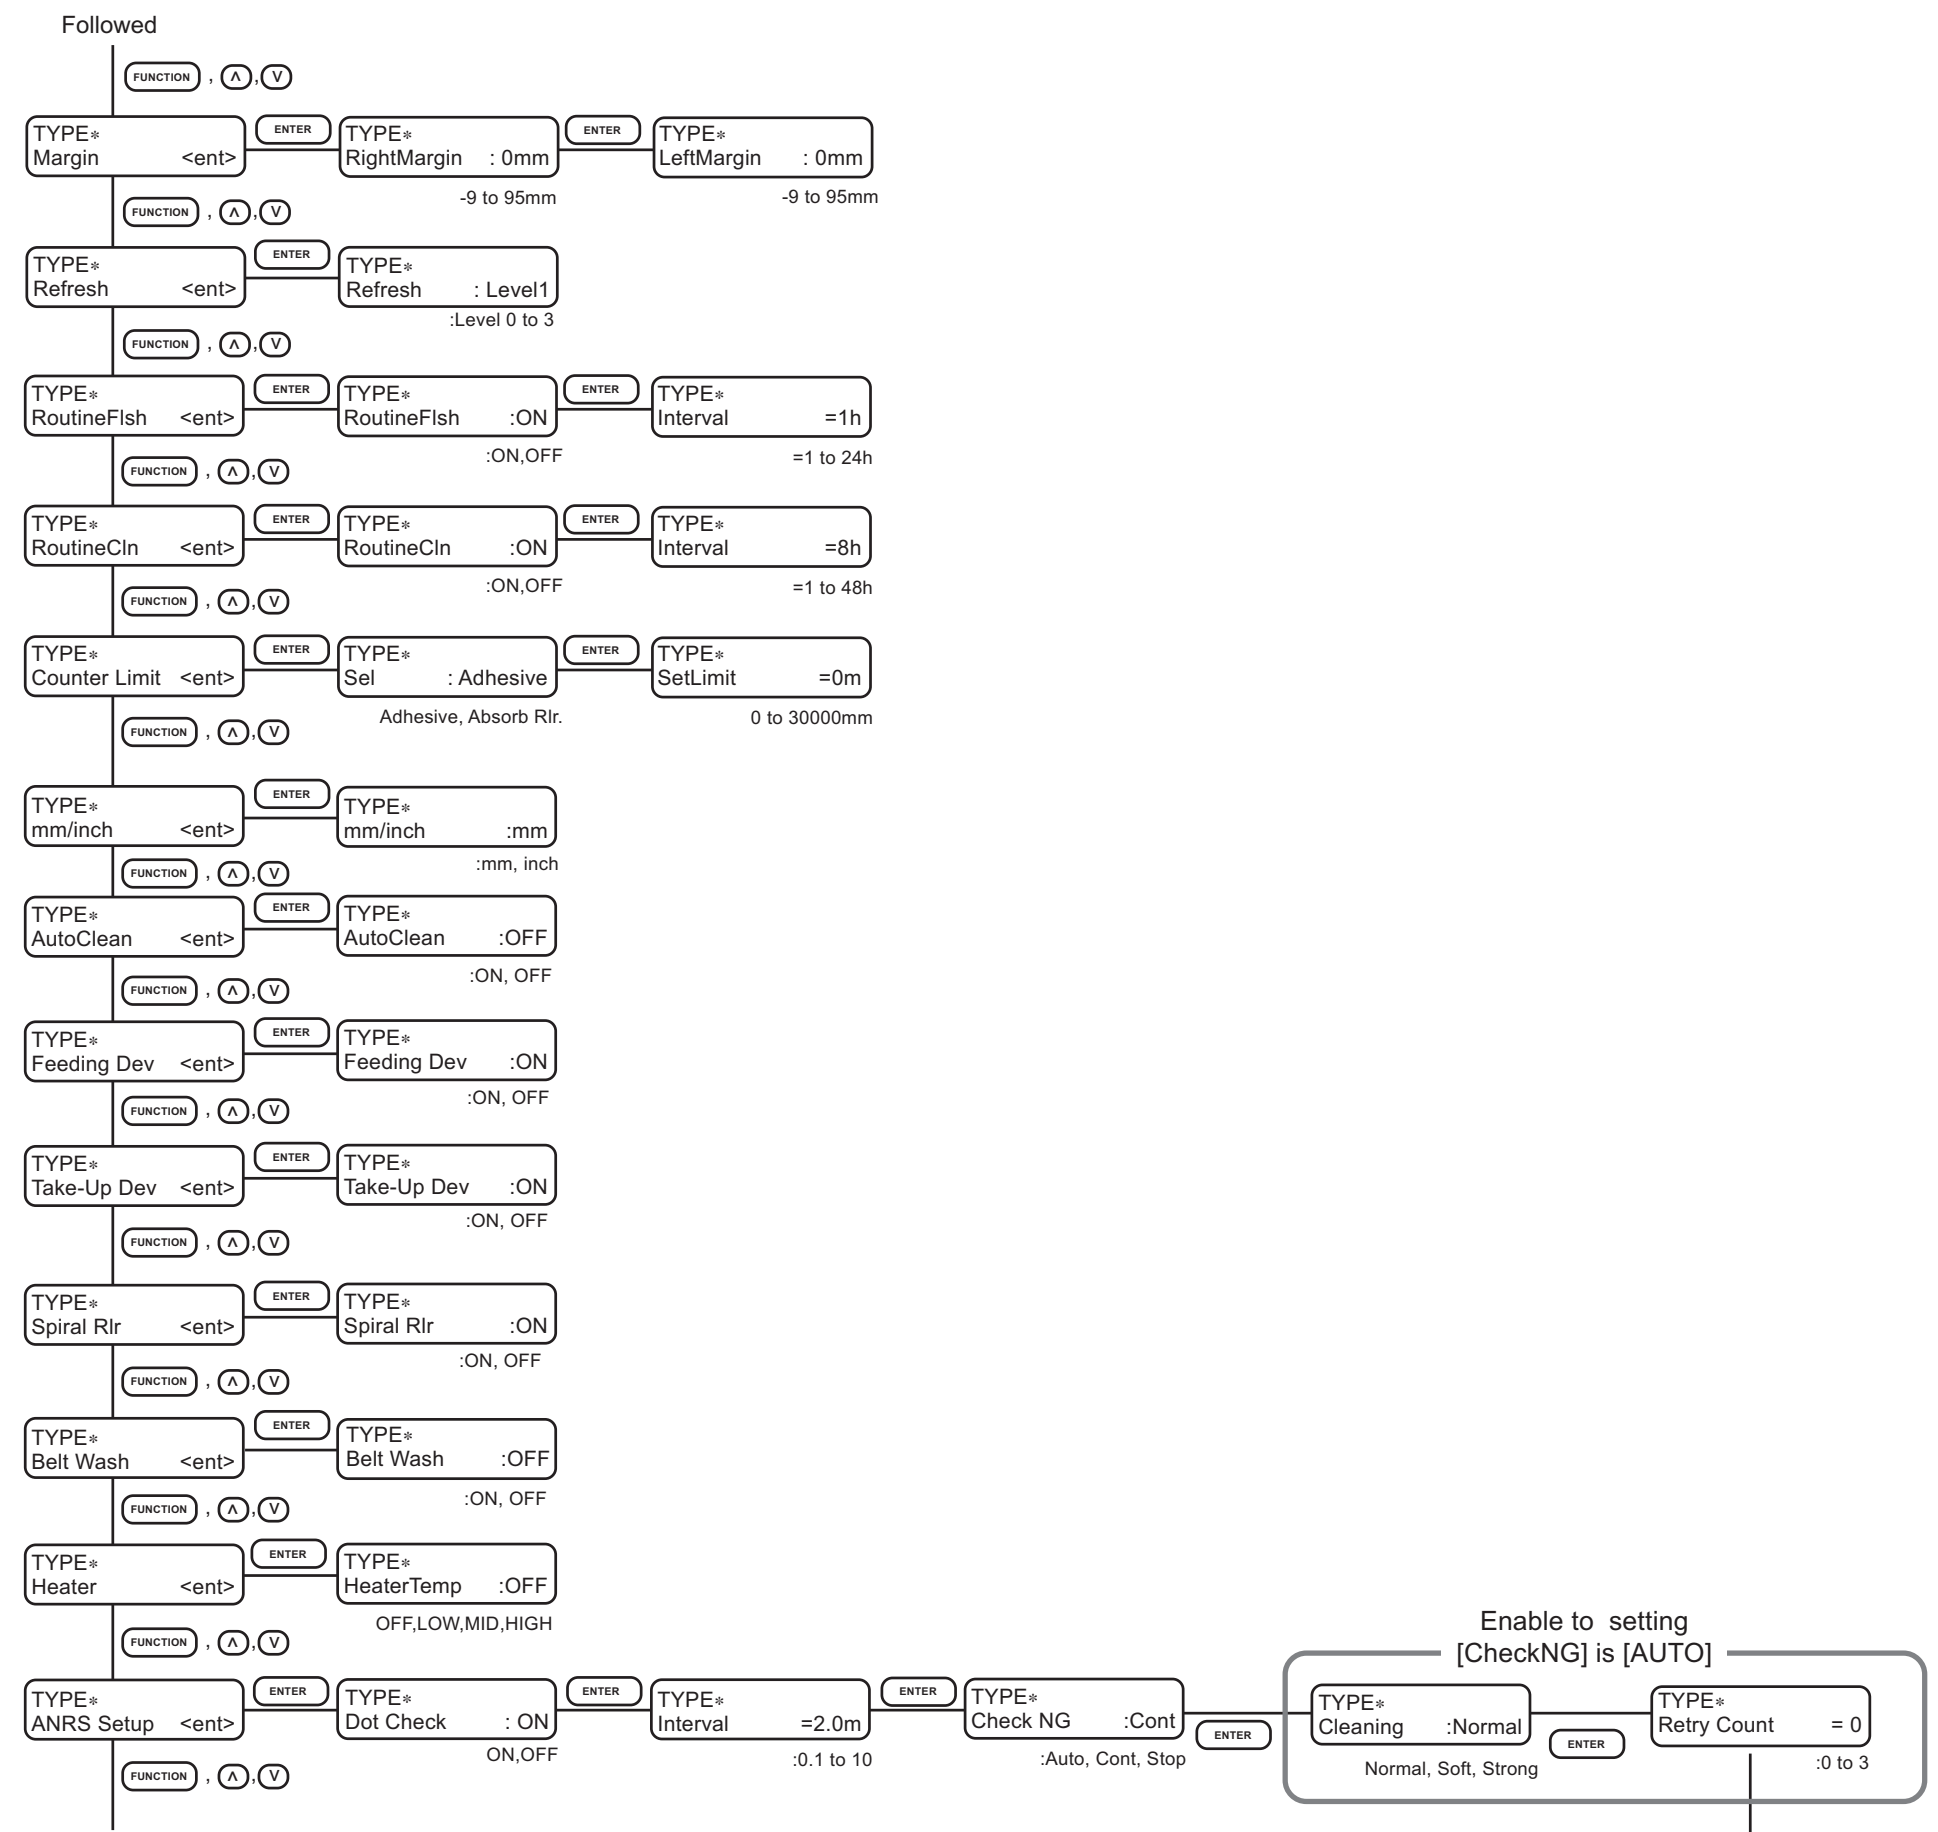 Followed
FUNCTION , ∧,∨
TYPE*
Margin <ent>
ENTER
TYPE*
RightMargin : 0mm
-9 to 95mm
ENTER
TYPE*
LeftMargin : 0mm
-9 to 95mm
FUNCTION , ∧,∨
TYPE*
Refresh <ent>
ENTER
TYPE*
Refresh : Level1
:Level 0 to 3
FUNCTION , ∧,∨
TYPE*
RoutineFlsh <ent>
ENTER
TYPE*
RoutineFlsh :ON
:ON,OFF
ENTER
TYPE*
Interval =1h
=1 to 24h
FUNCTION , ∧,∨
TYPE*
RoutineCln <ent>
ENTER
TYPE*
RoutineCln :ON
:ON,OFF
ENTER
TYPE*
Interval =8h
=1 to 48h
FUNCTION , ∧,∨
TYPE*
Counter Limit <ent>
ENTER
TYPE*
Sel : Adhesive
Adhesive, Absorb Rlr.
ENTER
TYPE*
SetLimit =0m
0 to 30000mm
FUNCTION , ∧,∨
TYPE*
mm/inch <ent>
ENTER
TYPE*
mm/inch :mm
:mm, inch
FUNCTION , ∧,∨
TYPE*
AutoClean <ent>
ENTER
TYPE*
AutoClean :OFF
:ON, OFF
FUNCTION , ∧,∨
TYPE*
Feeding Dev <ent>
ENTER
TYPE*
Feeding Dev :ON
:ON, OFF
FUNCTION , ∧,∨
TYPE*
Take-Up Dev <ent>
ENTER
TYPE*
Take-Up Dev :ON
:ON, OFF
FUNCTION , ∧,∨
TYPE*
Spiral Rlr <ent>
ENTER
TYPE*
Spiral Rlr :ON
:ON, OFF
FUNCTION , ∧,∨
TYPE*
Belt Wash <ent>
ENTER
TYPE*
Belt Wash :OFF
:ON, OFF
FUNCTION , ∧,∨
TYPE*
Heater <ent>
ENTER
TYPE*
HeaterTemp :OFF
OFF,LOW,MID,HIGH
FUNCTION , ∧,∨
TYPE*
ANRS Setup <ent>
ENTER
TYPE*
Dot Check : ON
ON,OFF
ENTER
TYPE*
Interval =2.0m
:0.1 to 10
ENTER
TYPE*
Check NG :Cont
:Auto, Cont, Stop
ENTER
Enable to setting
[CheckNG] is [AUTO]
TYPE*
Cleaning :Normal
Normal, Soft, Strong
ENTER
TYPE*
Retry Count = 0
:0 to 3
FUNCTION , ∧,∨